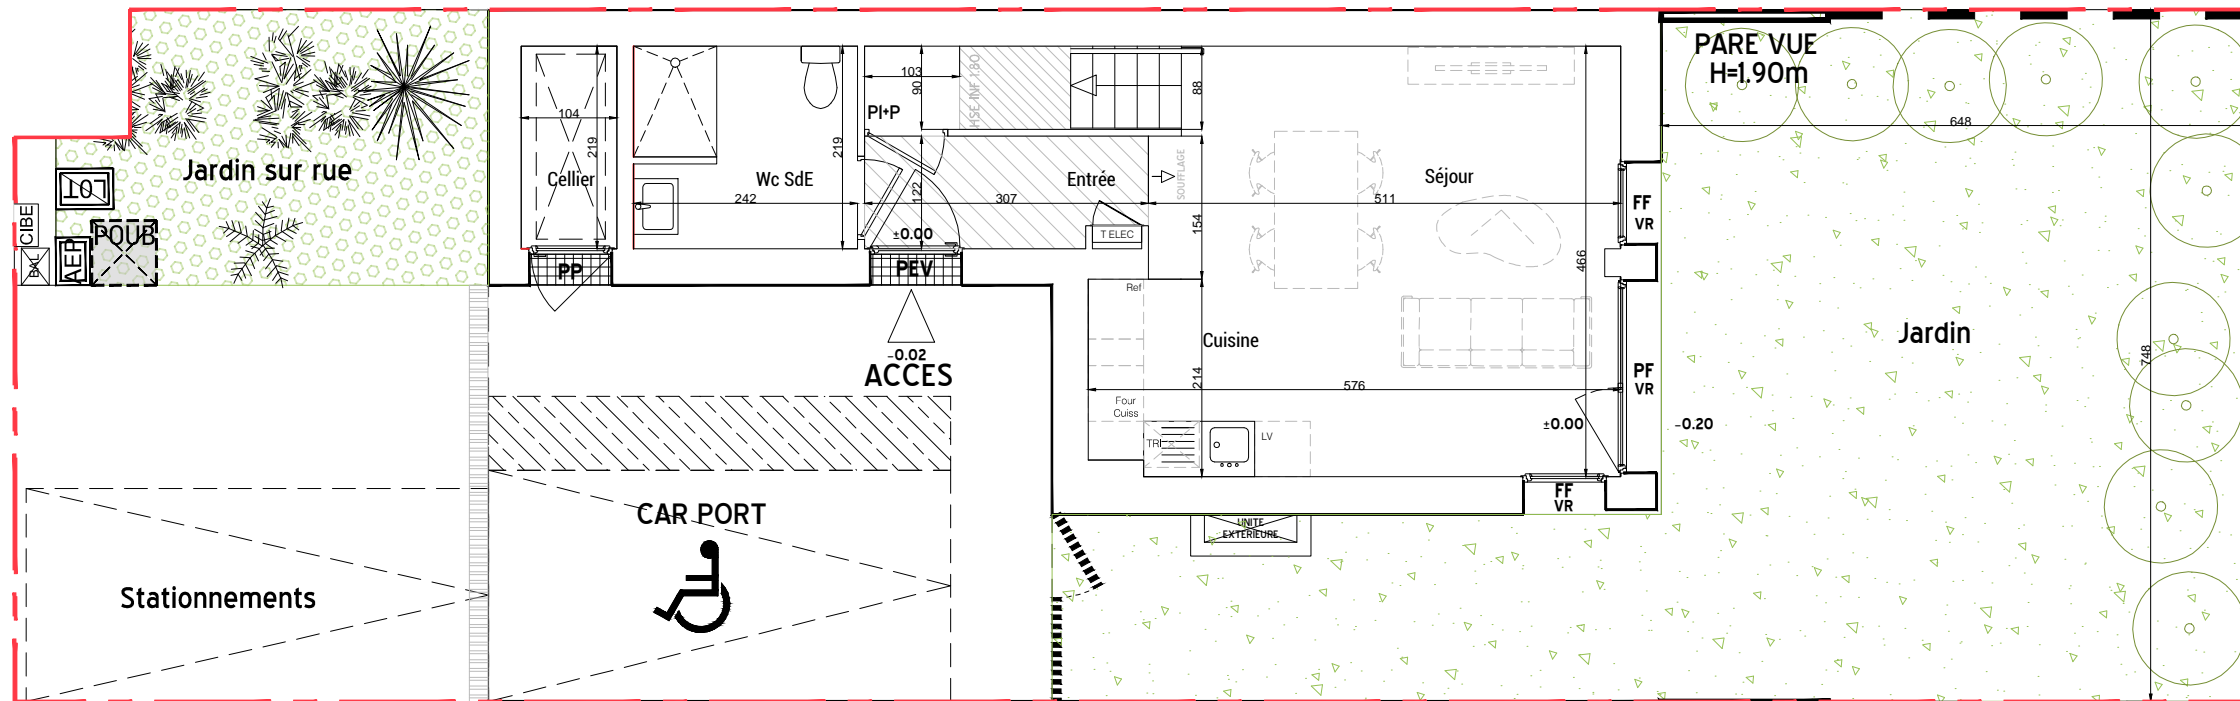 PARE VUE
H=1.90m
648
103
90
HSE INF 1.80
88
PI+P
104
219
219
Jardin sur rue
LOT
Cellier
Wc SdE
242
122
307
Entrée
SOUFFLAGE
154
Séjour
511
FF
VR
CIBE
BAL
AEP
POUB
±0.00
T ELEC
PP
PEV
466
Ref
Cuisine
214
576
-0.02
ACCES
Jardin
748
PF
VR
Four
Cuiss
±0.00
-0.20
TRI
LV
FF
VR
CAR PORT
UNITE
EXTERIEURE
Stationnements